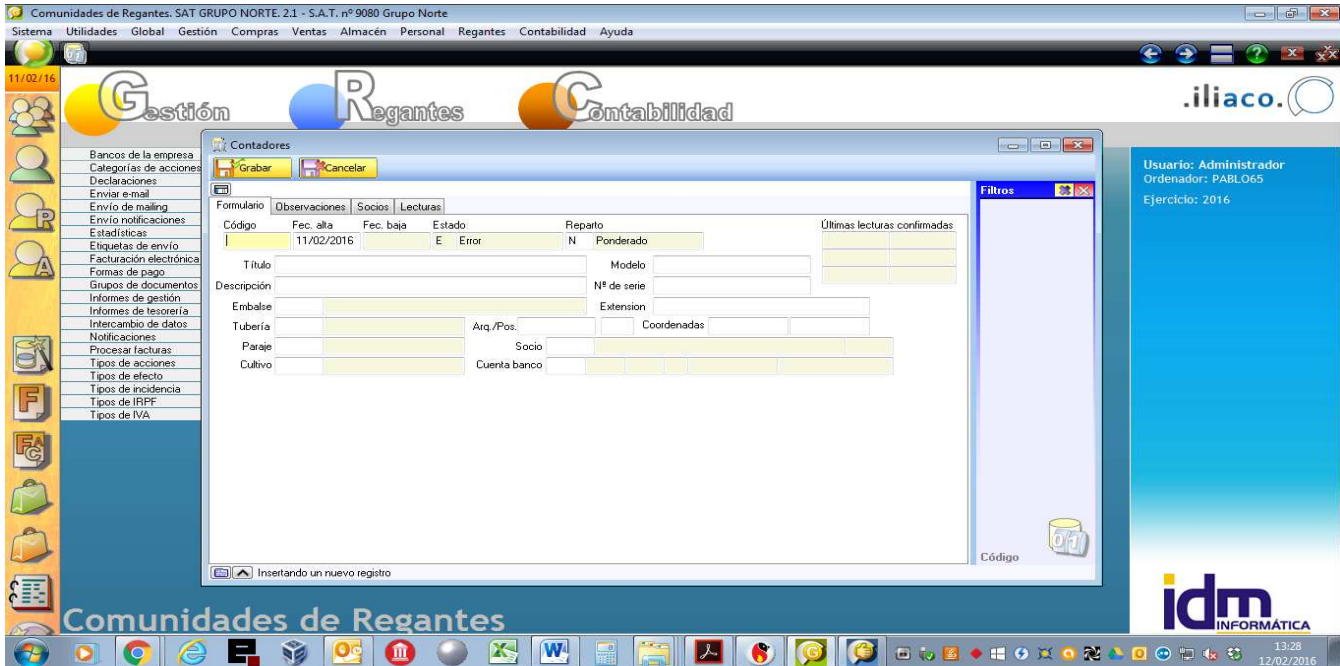 Comunidades de Regantes. SAT GRUPO NORTE. 2.1 - S.A.T. nº 9080 Grupo Norte
Sistema Utilidades Global Gestión Compras Ventas Almacén Personal Regantes Contabilidad Ayuda
11/02/16
Gestión Regantes Contabilidad
.iliaco.
Bancos de la empresa
Categorías de acciones
Declaraciones
Enviar e-mail
Envío de mailing
Envío notificaciones
Estadísticas
Etiquetas de envío
Facturación electrónica
Formas de pago
Grupos de documentos
Informes de gestión
Informes de tesorería
Intercambio de datos
Notificaciones
Procesar facturas
Tipos de acciones
Tipos de efecto
Tipos de incidencia
Tipos de IRPF
Tipos de IVA
Contadores
Grabar Cancelar
Formulario Observaciones Socios Lecturas
Código Fec. alta Fec. baja Estado Reparto Últimas lecturas confirmadas
11/02/2016 E Error N Ponderado
Título Modelo
Descripción Nº de serie
Embalse Extension
Tubería Arq./Pos. Coordenadas
Paraje Socio
Cultivo Cuenta banco
Insertando un nuevo registro
Filtros
Código
Usuario: Administrador
Ordenador: PABLO65
Ejercicio: 2016
Comunidades de Regantes
idm
INFORMÁTICA
13:28
12/02/2016